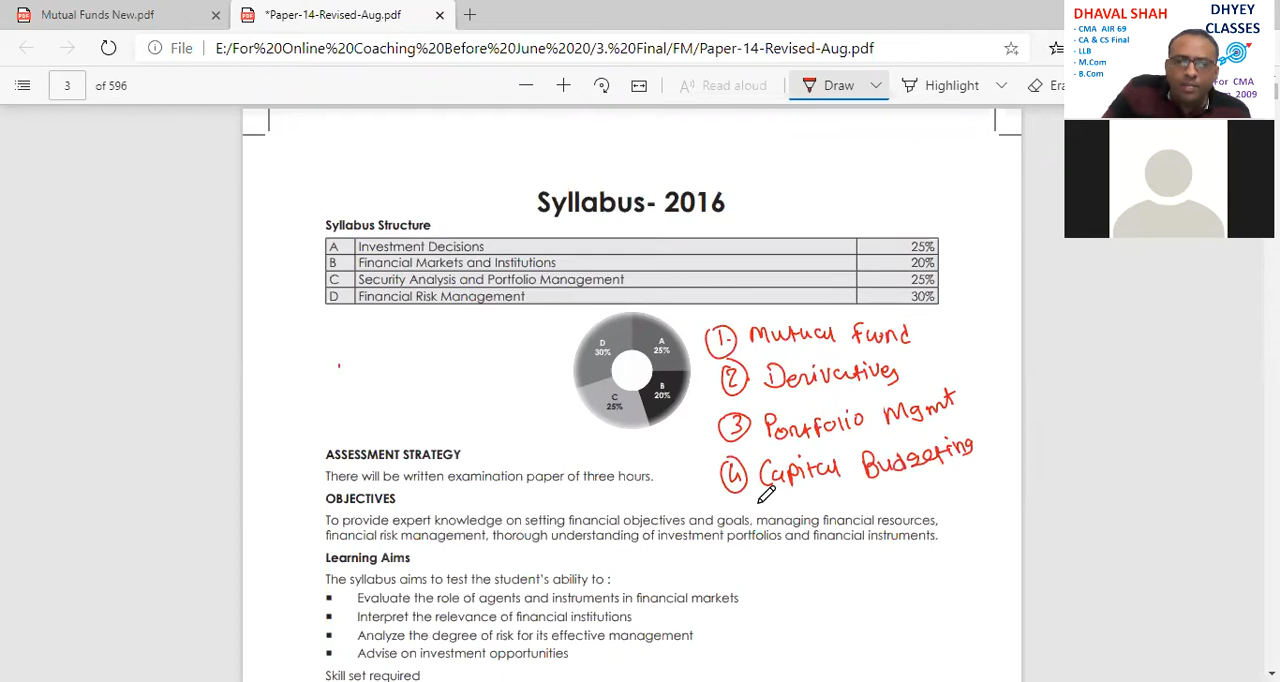 Mutual Funds New.pdf
*Paper-14-Revised-Aug.pdf
File
E:/For%20Online%20Coaching%20Before%20June%202020/3.%20Final/FM/Paper-14-Revised-Aug.pdf
3 of 596
Read aloud
Draw
Highlight
DHAVAL SHAH
- CMA AIR 69
- CA & CS Final
- LLB
- M.Com
- B.Com
DHYEY
CLASSES
For CMA
2009
Syllabus- 2016
Syllabus Structure
A Investment Decisions 25%
B Financial Markets and Institutions 20%
C Security Analysis and Portfolio Management 25%
D Financial Risk Management 30%
D
30%
A
25%
C
25%
B
20%
1. Mutual Fund
2 Derivatives
3 Portfolio Mgmt
4 Capital Budgeting
ASSESSMENT STRATEGY
There will be written examination paper of three hours.
OBJECTIVES
To provide expert knowledge on setting financial objectives and goals, managing financial resources,
financial risk management, thorough understanding of investment portfolios and financial instruments.
Learning Aims
The syllabus aims to test the student's ability to :
■ Evaluate the role of agents and instruments in financial markets
■ Interpret the relevance of financial institutions
■ Analyze the degree of risk for its effective management
■ Advise on investment opportunities
Skill set required